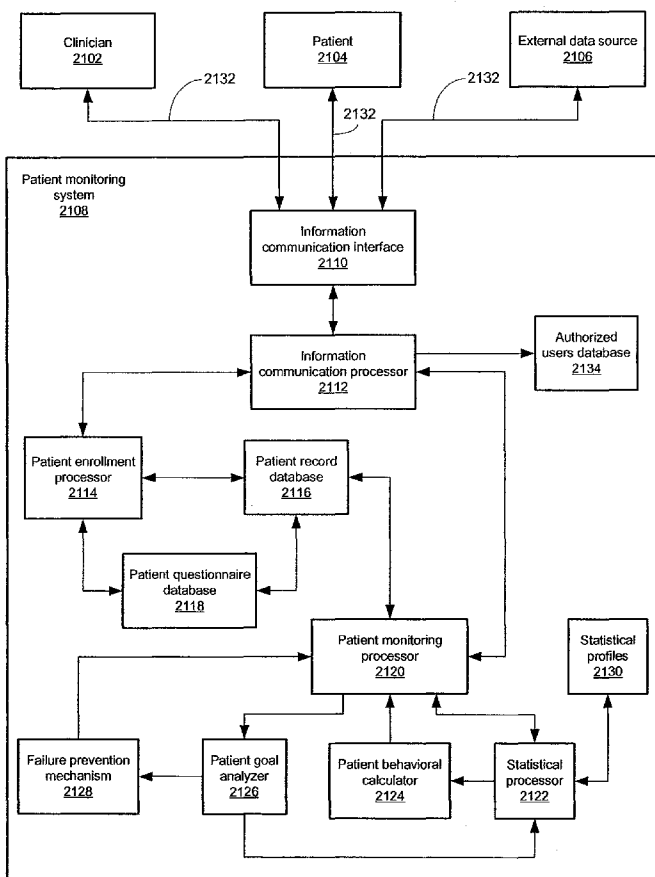 Clinician
2102
Patient
2104
External data source
2106
2132
2132
2132
Patient monitoring
system
2108
Information
communication interface
2110
Information
communication processor
2112
Authorized
users database
2134
Patient enrollment
processor
2114
Patient record
database
2116
Patient questionnaire
database
2118
Patient monitoring
processor
2120
Statistical
profiles
2130
Failure prevention
mechanism
2128
Patient goal
analyzer
2126
Patient behavioral
calculator
2124
Statistical
processor
2122